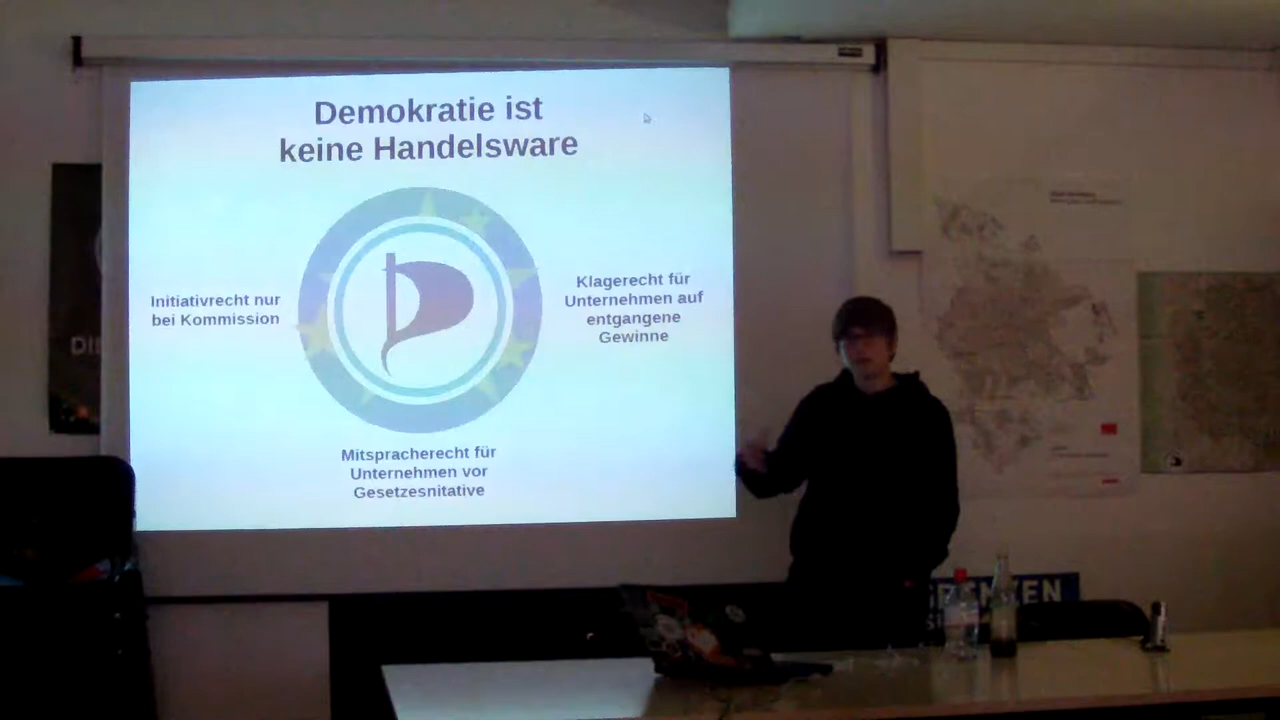 Demokratie ist
keine Handelsware
Initiativrecht nur
bei Kommission
Klagerecht für
Unternehmen auf
entgangene
Gewinne
Mitspracherecht für
Unternehmen vor
Gesetzesnitative
DIE